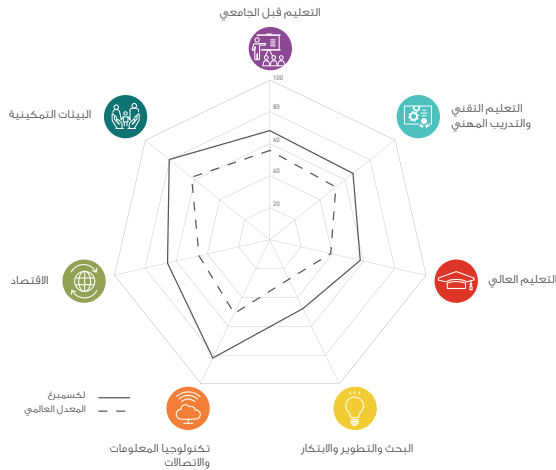 التعليم قبل الجامعي
100
80
60
40
20
التعليم التقني
والتدريب المهني
البيئات التمكينية
التعليم العالي
الاقتصاد
لكسمبرغ
المعدل العالمي
البحث والتطوير والابتكار
تكنولوجيا المعلومات
والاتصالات